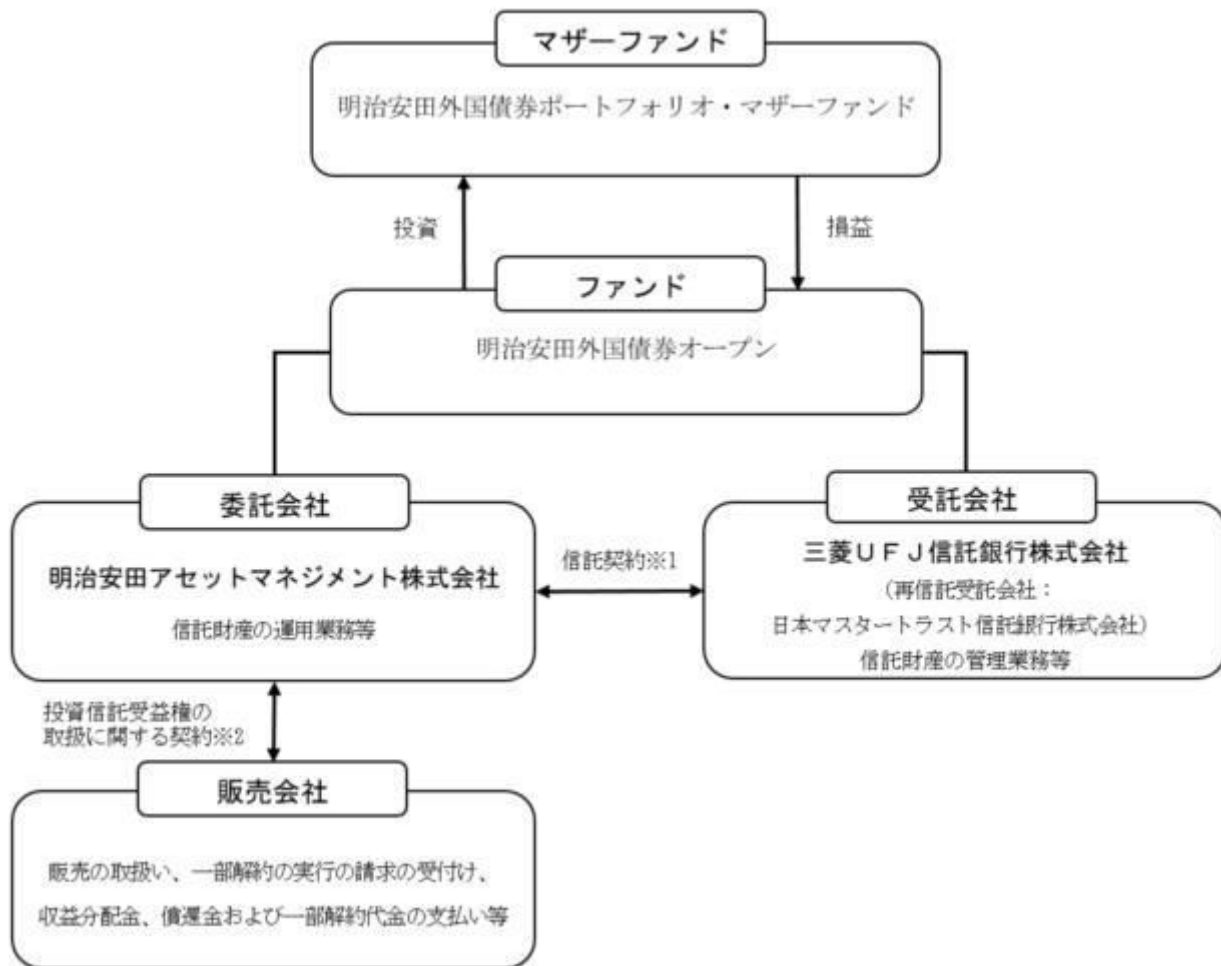 マザーファンド
明治安田外国債券ポートフォリオ・マザーファンド
投資
損益
ファンド
明治安田外国債券オープン
委託会社
明治安田アセットマネジメント株式会社
信託財産の運用業務等
信託契約※1
受託会社
三菱UFJ信託銀行株式会社
（再信託受託会社：
日本マスタートラスト信託銀行株式会社）
信託財産の管理業務等
投資信託受益権の
取扱に関する契約※2
販売会社
販売の取扱い、一部解約の実行の請求の受付け、
収益分配金、償還金および一部解約代金の支払い等